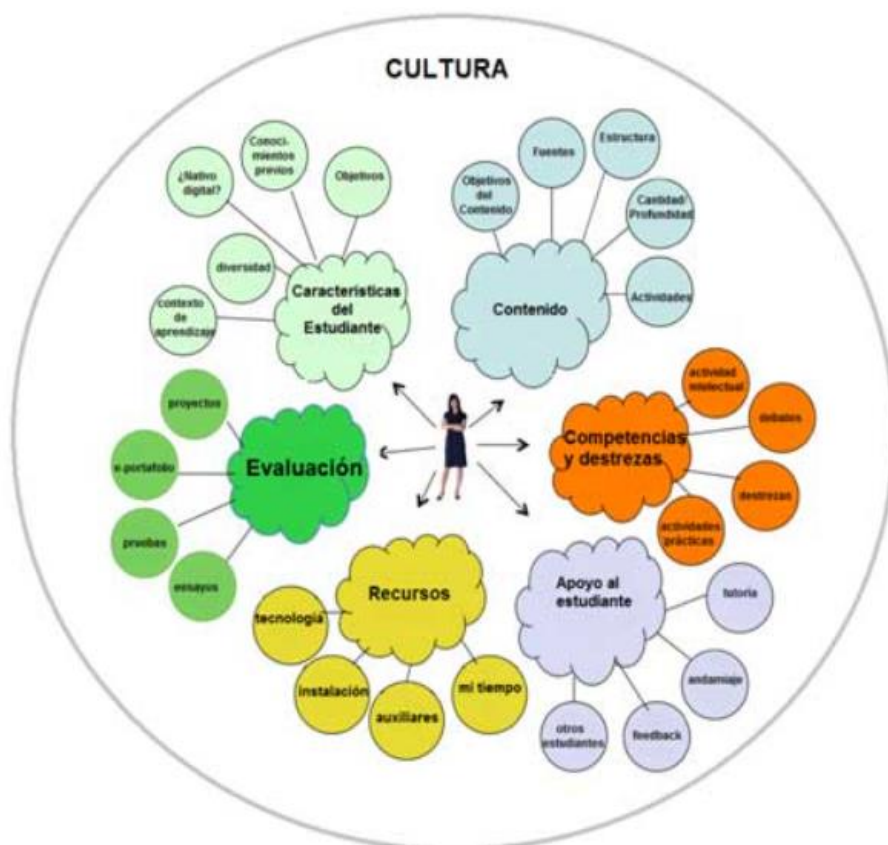 CULTURA
Conoci-
mientos
previos
¿Nativo
digital?
Objetivos
diversidad
contexto
de
aprendizaje
Características
del
Estudiante
Estructura
Fuentes
Objetivos
del
Contenido
Cantidad/
Profundidad
Actividades
Contenido
proyectos
e-portafolio
pruebas
ensayos
Evaluación
actividad
intelectual
debates
destrezas
actividades
prácticas
Competencias
y destrezas
Recursos
tecnología
instalación
auxiliares
mi tiempo
Apoyo al
estudiante
tutoria
andamiaje
feedback
otros
estudiantes